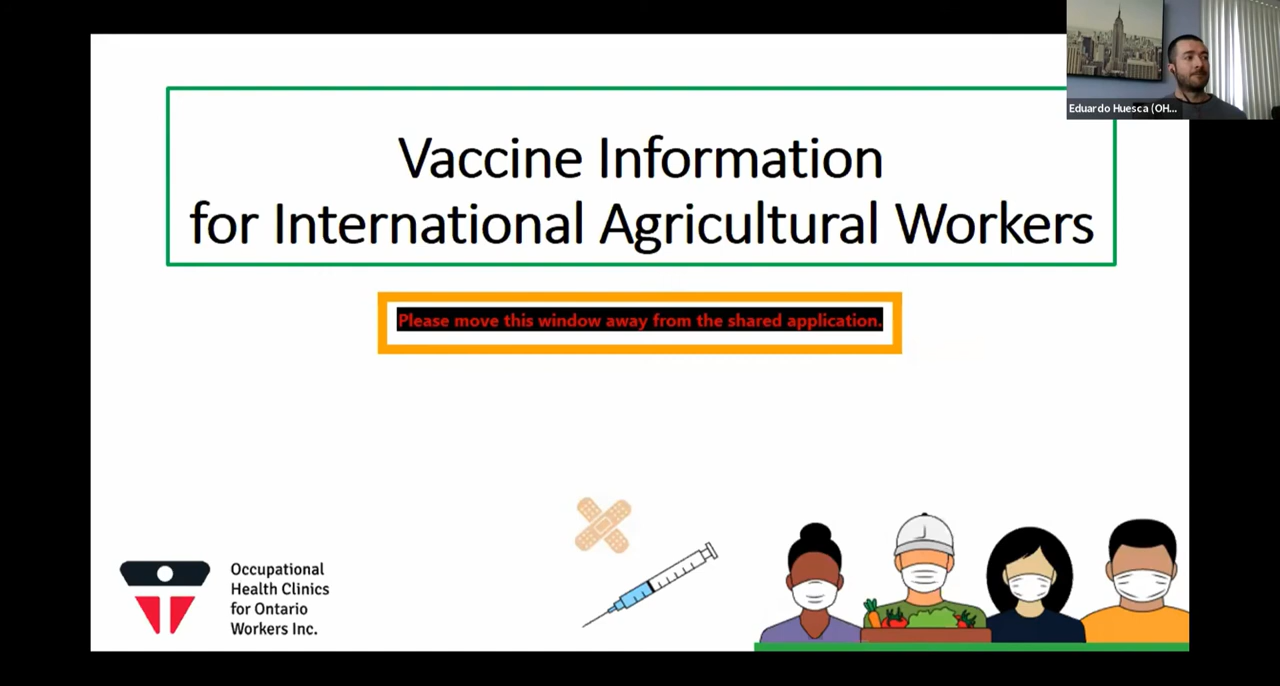 Eduardo Huesca (OH...
Vaccine Information
for International Agricultural Workers
Please move this window away from the shared application.
Occupational
Health Clinics
for Ontario
Workers Inc.